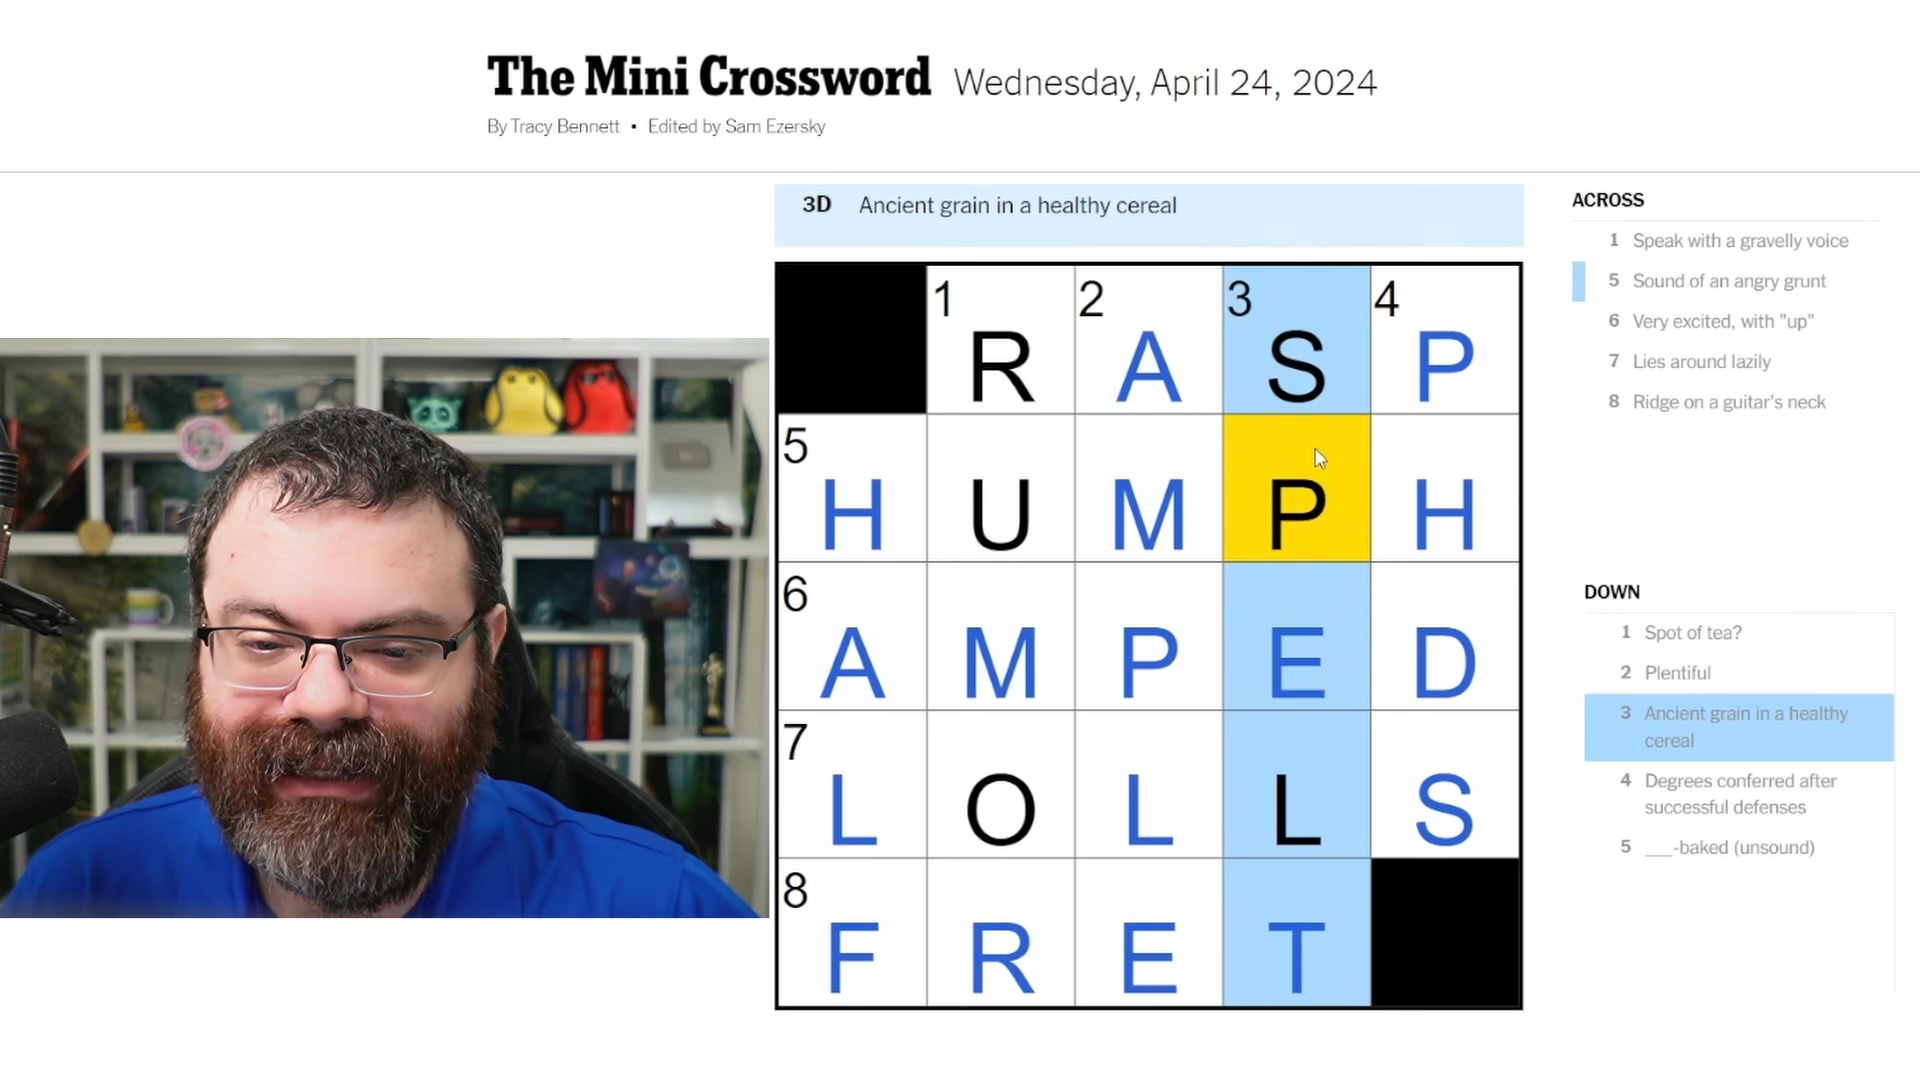 The Mini Crossword Wednesday, April 24, 2024
By Tracy Bennett • Edited by Sam Ezersky
3D Ancient grain in a healthy cereal
1 2 3 4
R A S P
5
H U M P H
6
A M P E D
7
L O L L S
8
F R E T
ACROSS
1 Speak with a gravelly voice
5 Sound of an angry grunt
6 Very excited, with "up"
7 Lies around lazily
8 Ridge on a guitar's neck
DOWN
1 Spot of tea?
2 Plentiful
3 Ancient grain in a healthy
cereal
4 Degrees conferred after
successful defenses
5 ___-baked (unsound)